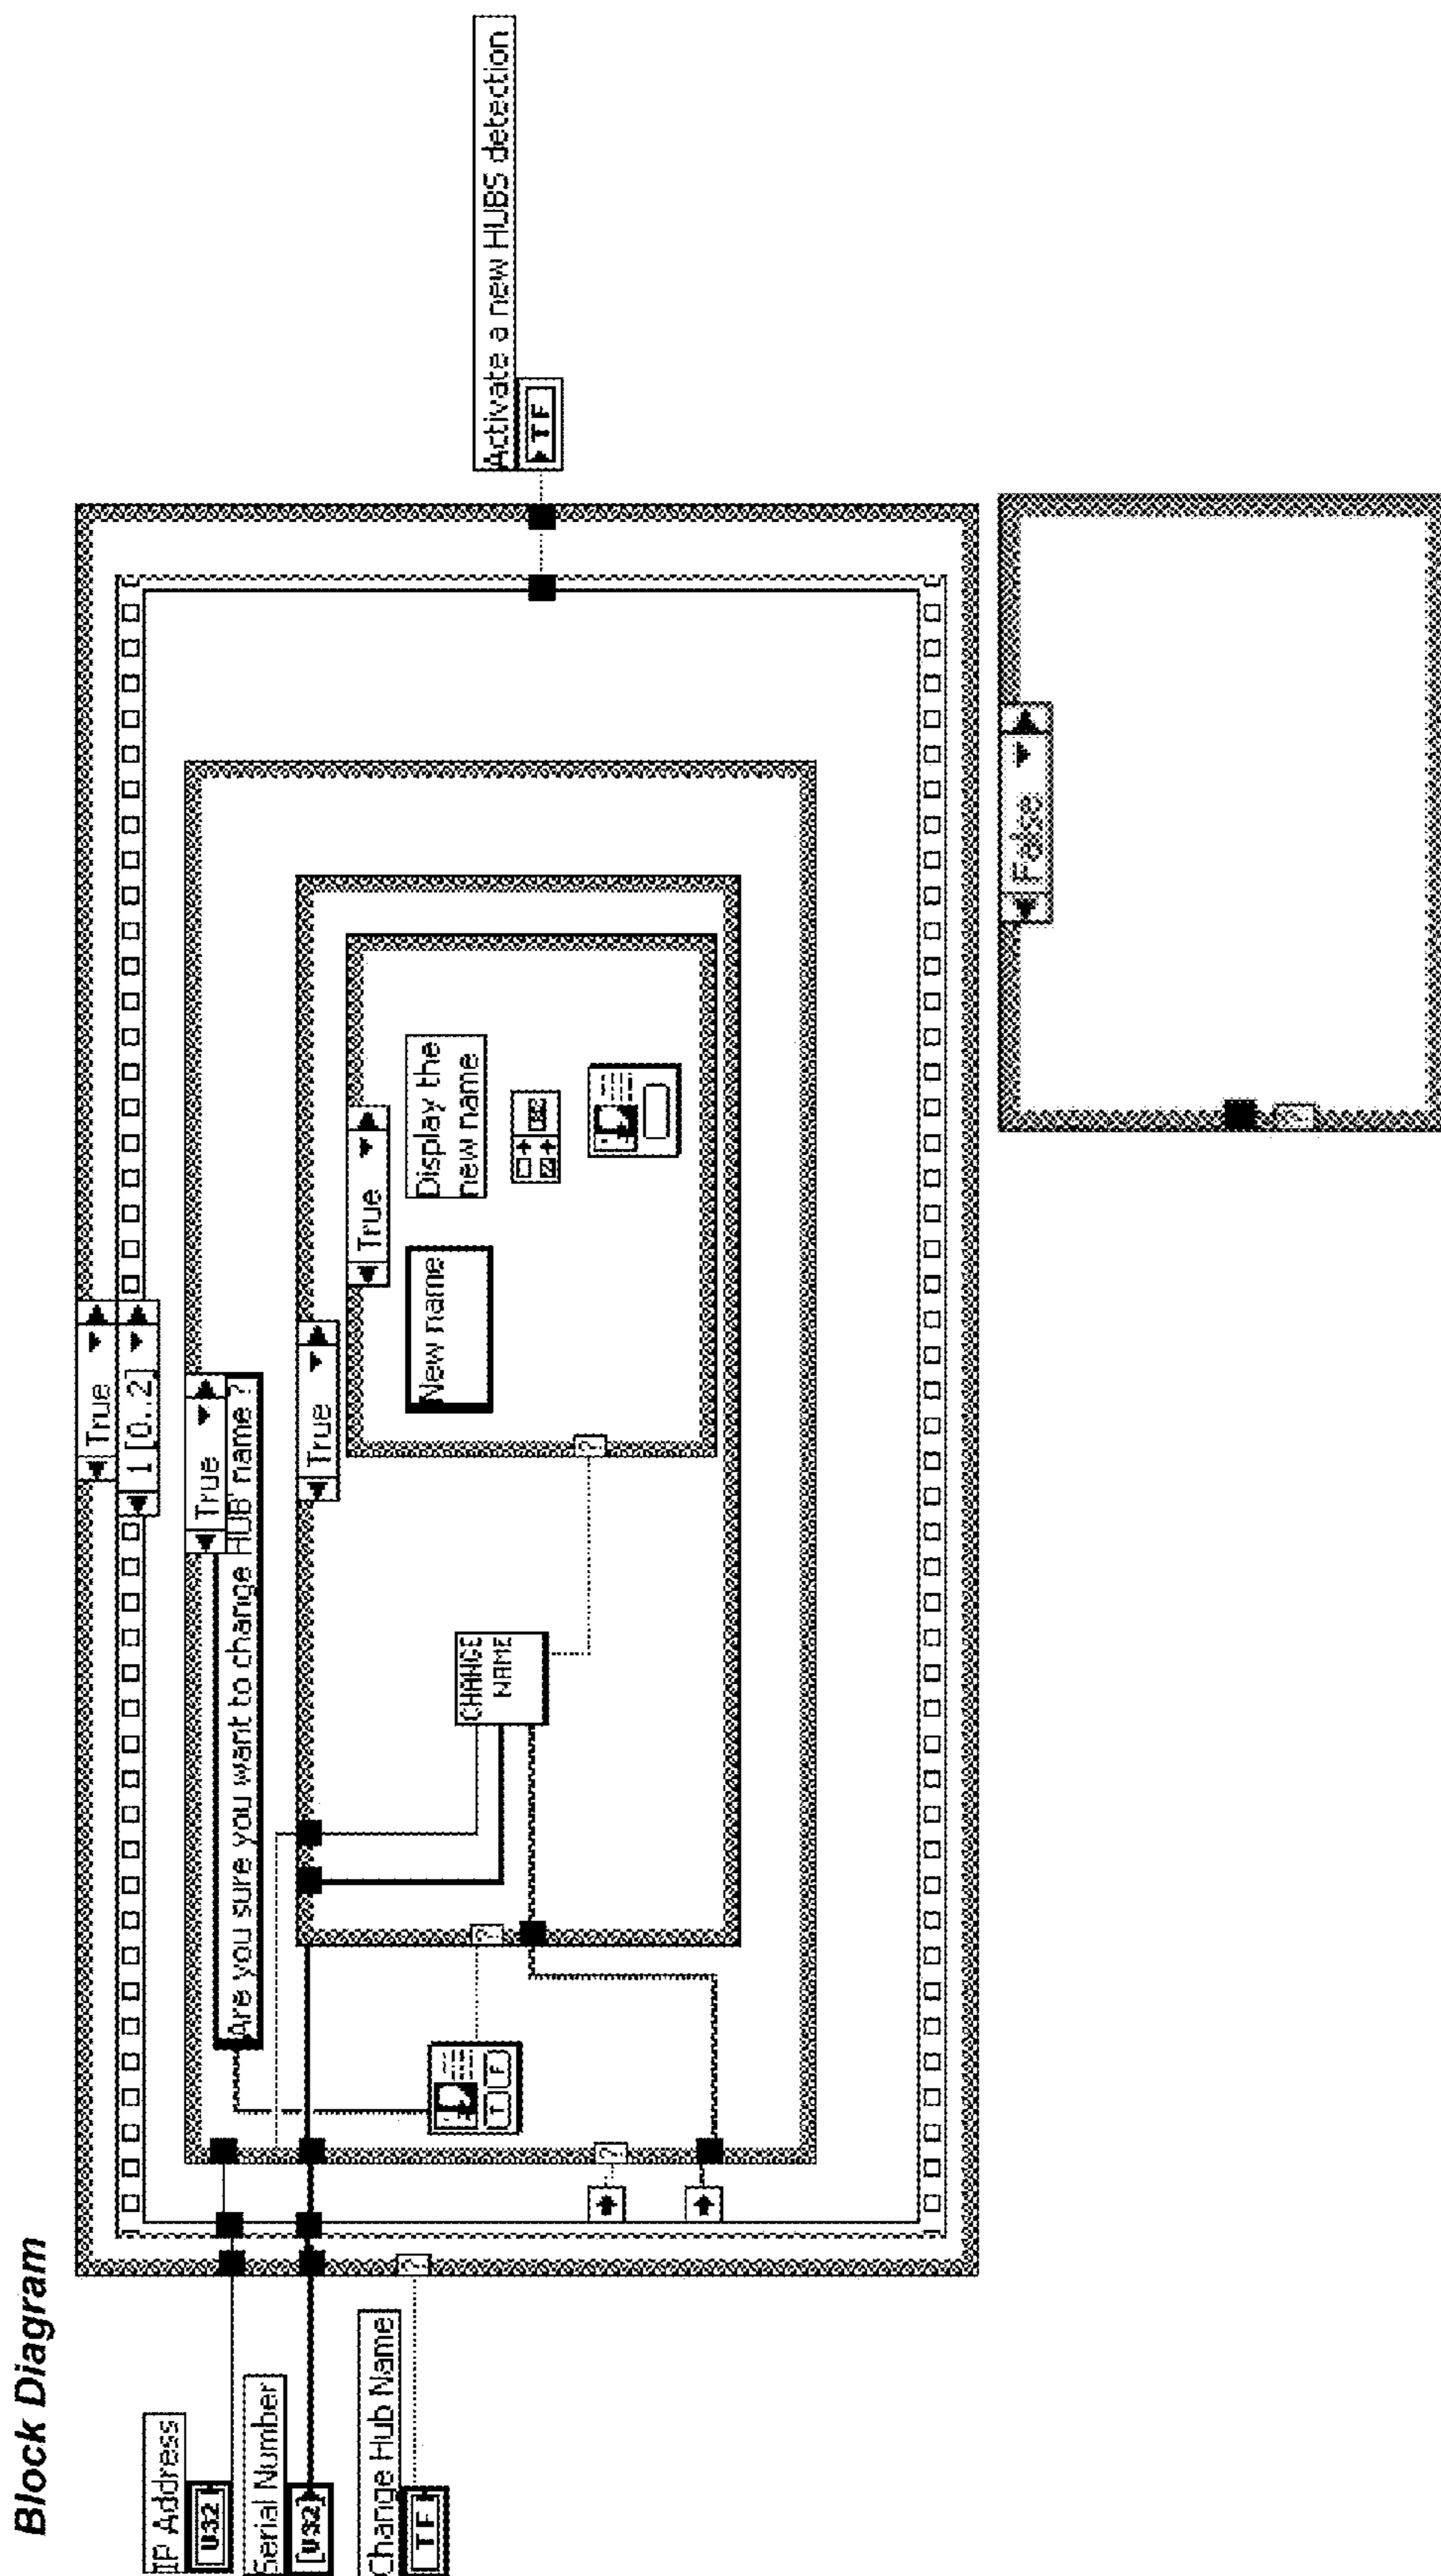 Block Diagram
IP Address
U32
Serial Number
[U32]
Change Hub Name
TF
True
1 [0..2]
True
Are you sure you want to change HUB name ?
?
T F
?
True
?
CHANGE
NAME
True
?
New name
Display the
new name
Activate a new HUBS detection
TF
False